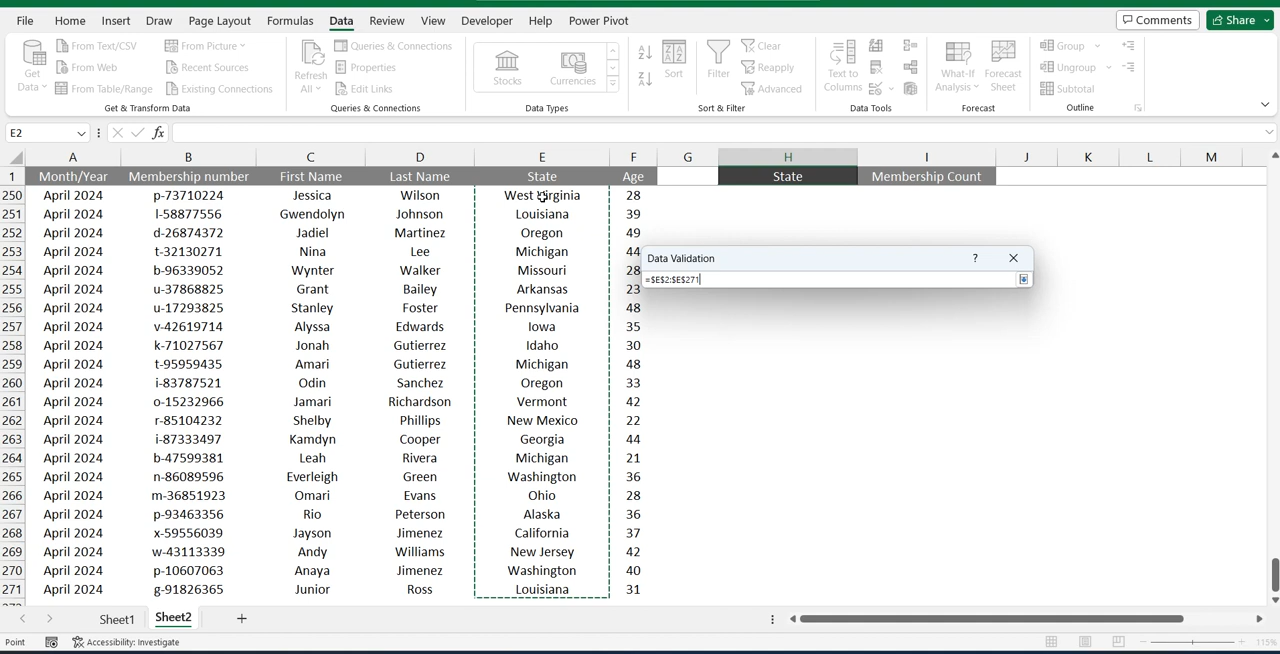 File Home Insert Draw Page Layout Formulas Data Review View Developer Help Power Pivot Comments Share
Get Data
From Text/CSV
From Web
From Table/Range
From Picture
Recent Sources
Existing Connections
Get & Transform Data
Refresh All
Queries & Connections
Properties
Edit Links
Queries & Connections
Stocks Currencies
Data Types
Sort
Filter
Clear
Reapply
Advanced
Sort & Filter
Text to Columns
Data Tools
What-If Analysis
Forecast Sheet
Forecast
Group
Ungroup
Subtotal
Outline
E2 fx
A B C D E F G H I J K L M
1 Month/Year Membership number First Name Last Name State Age State Membership Count
250 April 2024 p-73710224 Jessica Wilson West Virginia 28
251 April 2024 l-58877556 Gwendolyn Johnson Louisiana 39
252 April 2024 d-26874372 Jadiel Martinez Oregon 49
253 April 2024 t-32130271 Nina Lee Michigan 44
254 April 2024 b-96339052 Wynter Walker Missouri 28
255 April 2024 u-37868825 Grant Bailey Arkansas 23
256 April 2024 u-17293825 Stanley Foster Pennsylvania 48
257 April 2024 v-42619714 Alyssa Edwards Iowa 35
258 April 2024 k-71027567 Jonah Gutierrez Idaho 30
259 April 2024 t-95959435 Amari Gutierrez Michigan 48
260 April 2024 i-83787521 Odin Sanchez Oregon 33
261 April 2024 o-15232966 Jamari Richardson Vermont 42
262 April 2024 r-85104232 Shelby Phillips New Mexico 22
263 April 2024 i-87333497 Kamdyn Cooper Georgia 44
264 April 2024 b-47599381 Leah Rivera Michigan 21
265 April 2024 n-86089596 Everleigh Green Washington 36
266 April 2024 m-36851923 Omari Evans Ohio 28
267 April 2024 p-93463356 Rio Peterson Alaska 36
268 April 2024 x-59556039 Jayson Jimenez California 37
269 April 2024 w-43113339 Andy Williams New Jersey 42
270 April 2024 p-10607063 Anaya Jimenez Washington 40
271 April 2024 g-91826365 Junior Ross Louisiana 31
Data Validation ?
=$E$2:$E$271
Sheet1 Sheet2
Point Accessibility: Investigate 115%